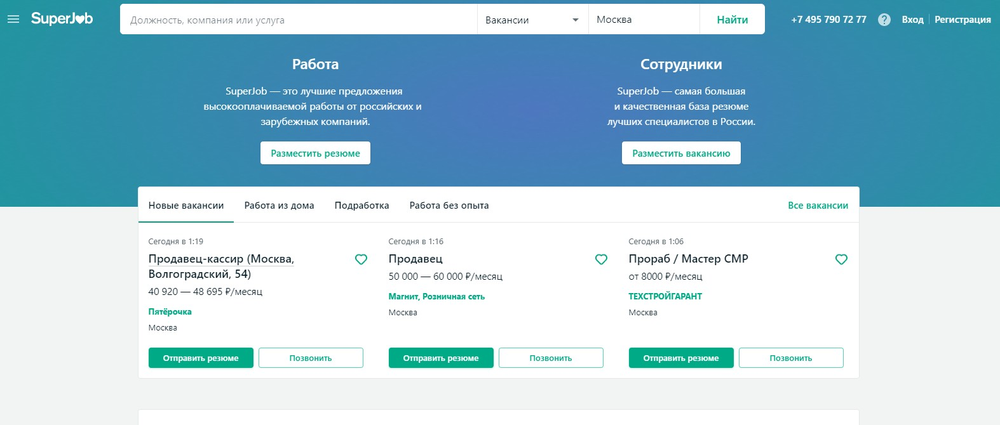 SuperJob
Должность, компания или услуга
Вакансии
Москва
Найти
+7 495 790 72 77
?
Вход
Регистрация
Работа
SuperJob — это лучшие предложения
высокооплачиваемой работы от российских и
зарубежных компаний.
Разместить резюме
Сотрудники
SuperJob — самая большая
и качественная база резюме
лучших специалистов в России.
Разместить вакансию
Новые вакансии
Работа из дома
Подработка
Работа без опыта
Все вакансии
Сегодня в 1:19
Продавец-кассир (Москва,
Волгоградский, 54)
40 920 — 48 695 ₽/месяц
Пятёрочка
Москва
Отправить резюме
Позвонить
Сегодня в 1:16
Продавец
50 000 — 60 000 ₽/месяц
Магнит, Розничная сеть
Москва
Отправить резюме
Позвонить
Сегодня в 1:06
Прораб / Мастер СМР
от 8000 ₽/месяц
ТЕХСТРОЙГАРАНТ
Москва
Отправить резюме
Позвонить